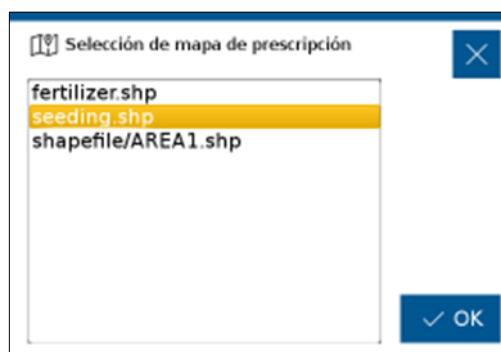 Selección de mapa de prescripción
fertilizer.shp
seeding.shp
shapefile/AREA1.shp
OK